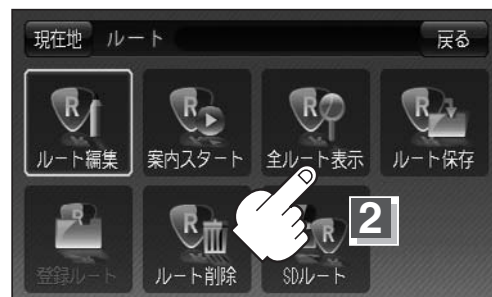 現在地 ルート 戻る
R R R R
ルート編集 案内スタート 全ルート表示 ルート保存
R R R 2
登録ルート ルート削除 SDルート